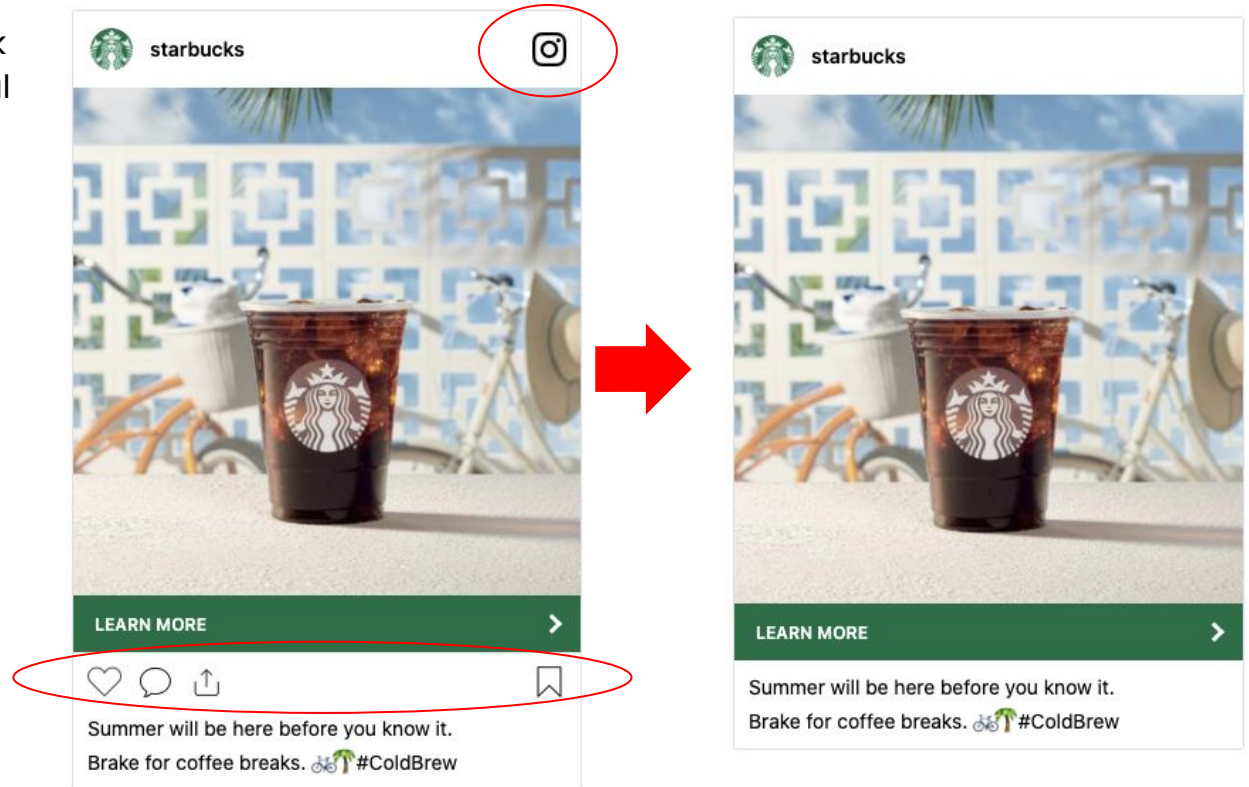 starbucks
LEARN MORE
Summer will be here before you know it.
Brake for coffee breaks. 🚲🌴#ColdBrew
starbucks
LEARN MORE
Summer will be here before you know it.
Brake for coffee breaks. 🚲🌴#ColdBrew